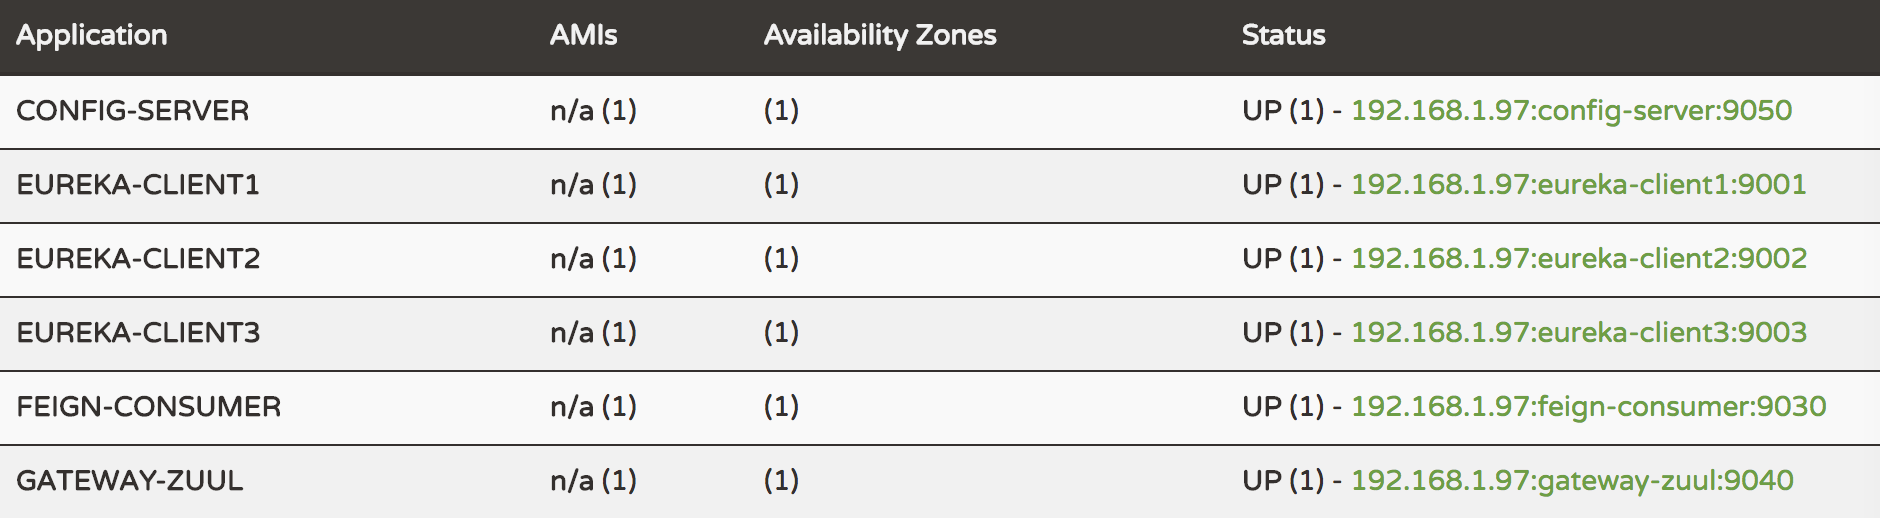 Application AMIs Availability Zones Status
CONFIG-SERVER n/a (1) (1) UP (1) - 192.168.1.97:config-server:9050
EUREKA-CLIENT1 n/a (1) (1) UP (1) - 192.168.1.97:eureka-client1:9001
EUREKA-CLIENT2 n/a (1) (1) UP (1) - 192.168.1.97:eureka-client2:9002
EUREKA-CLIENT3 n/a (1) (1) UP (1) - 192.168.1.97:eureka-client3:9003
FEIGN-CONSUMER n/a (1) (1) UP (1) - 192.168.1.97:feign-consumer:9030
GATEWAY-ZUUL n/a (1) (1) UP (1) - 192.168.1.97:gateway-zuul:9040